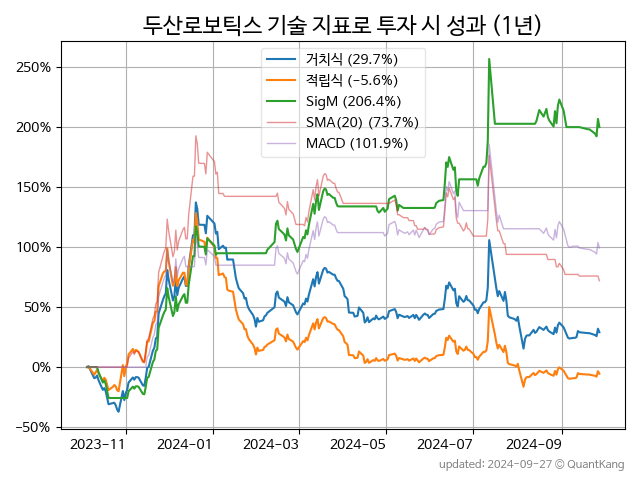 두산로보틱스 기술 지표로 투자 시 성과 (1년)
거치식 (29.7%)
적립식 (−5.6%)
SigM (206.4%)
SMA(20) (73.7%)
MACD (101.9%)
250%
200%
150%
100%
50%
0%
−50%
2023−11 2024−01 2024−03 2024−05 2024−07 2024−09
updated: 2024−09−27 © QuantKang